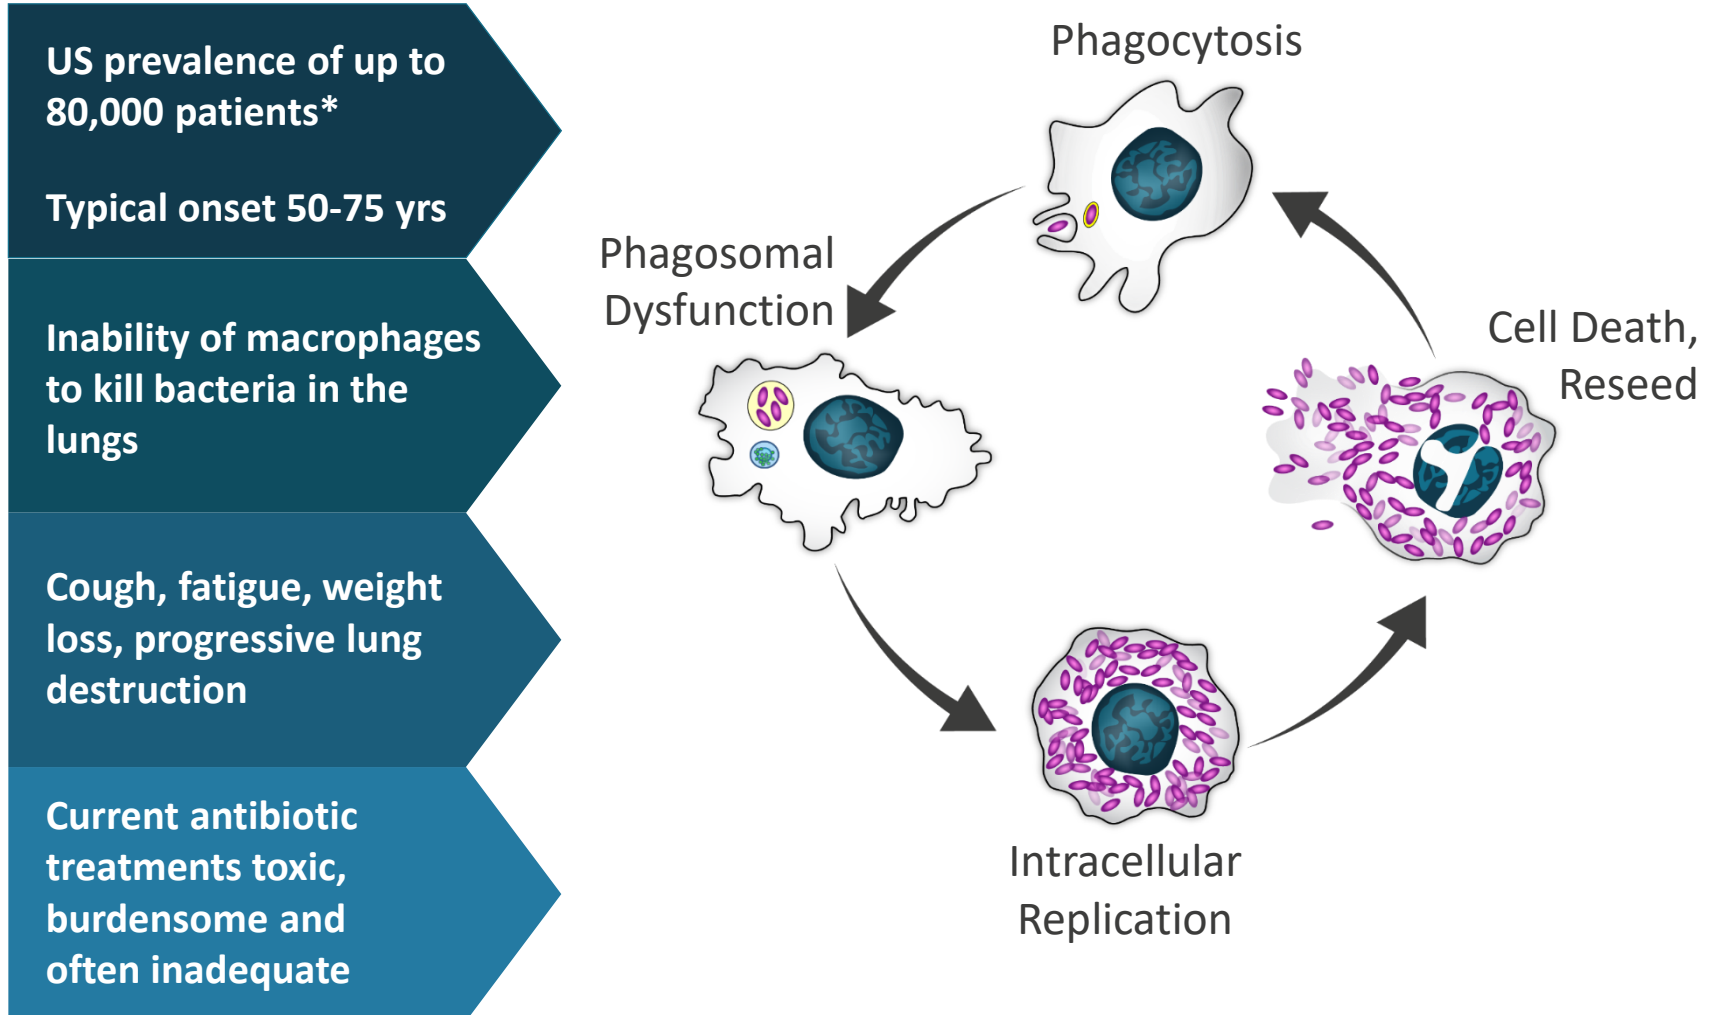 US prevalence of up to
80,000 patients*
Typical onset 50-75 yrs
Inability of macrophages
to kill bacteria in the
lungs
Cough, fatigue, weight
loss, progressive lung
destruction
Current antibiotic
treatments toxic,
burdensome and
often inadequate
Phagocytosis
Phagosomal
Dysfunction
Intracellular
Replication
Cell Death,
Reseed